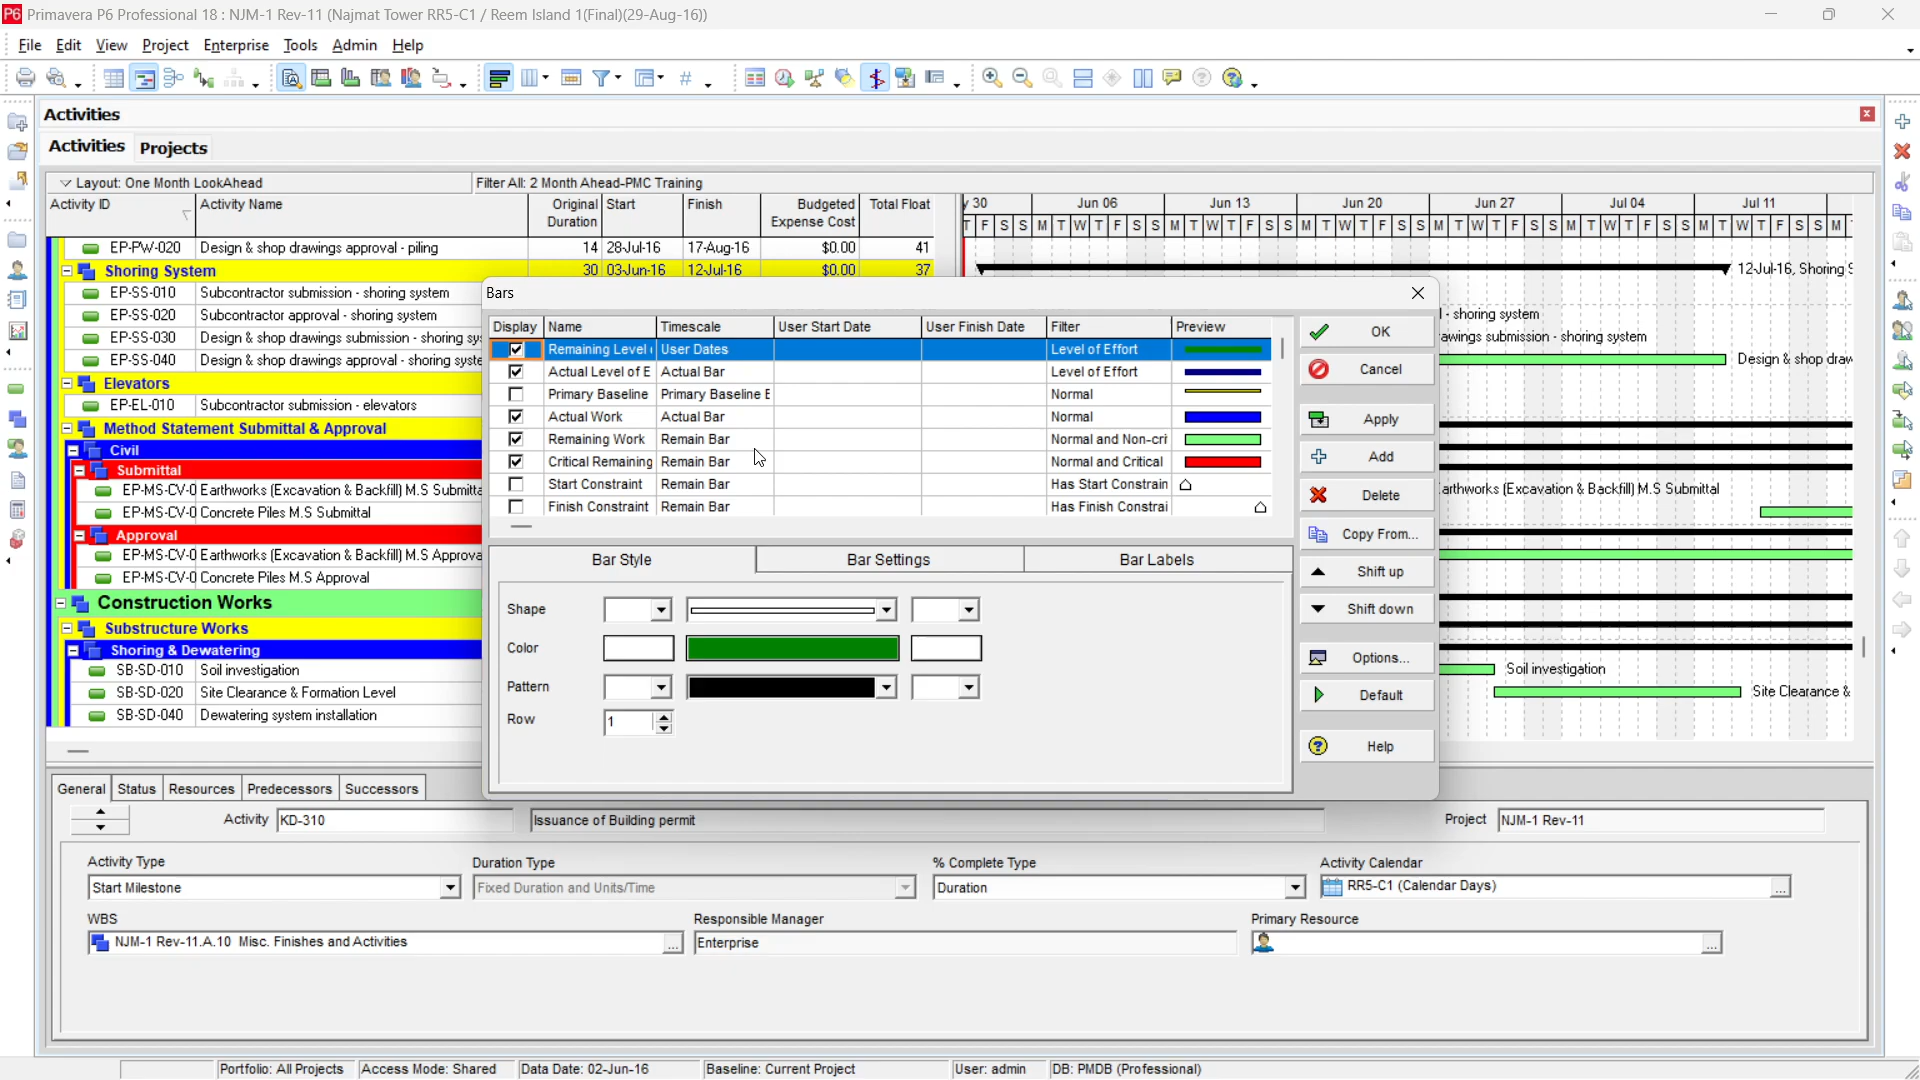 Primavera P6 Professional 18 : NJM-1 Rev-11 (Najmat Tower RR5-C1 / Reem Island 1(Final)(29-Aug-16))
File Edit View Project Enterprise Tools Admin Help
Activities
Activities Projects
Layout: One Month LookAhead Filter All: 2 Month Ahead-PMC Training
Activity ID Activity Name Original Duration Start Finish Budgeted Expense Cost Total Float
y 30 Jun 06 Jun 13 Jun 20 Jun 27 Jul 04 Jul 11
T F S S M T W T F S S M T W T F S S M T W T F S S M T W T F S S M T W T F S S M T W T F S S M
EP-PW-020 Design & shop drawings approval - piling 14 28-Jul-16 17-Aug-16 $0.00 41
Shoring System 30 03-Jun-16 12-Jul-16 $0.00 37 12-Jul-16, Shoring S
EP-SS-010 Subcontractor submission - shoring system
EP-SS-020 Subcontractor approval - shoring system - shoring system
EP-SS-030 Design & shop drawings submission - shoring sy awings submission - shoring system
EP-SS-040 Design & shop drawings approval - shoring syste Design & shop draw
Elevators
EP-EL-010 Subcontractor submission - elevators
Method Statement Submittal & Approval
Civil
Submittal
EP-MS-CV-0 Earthworks (Excavation & Backfill) M.S Submitta arthworks (Excavation & Backfill) M.S Submittal
EP-MS-CV-0 Concrete Piles M.S Submittal
Approval
EP-MS-CV-0 Earthworks (Excavation & Backfill) M.S Approva
EP-MS-CV-0 Concrete Piles M.S Approval
Construction Works
Substructure Works
Shoring & Dewatering
SB-SD-010 Soil investigation Soil investigation
SB-SD-020 Site Clearance & Formation Level Site Clearance &
SB-SD-040 Dewatering system installation
Bars
Display Name Timescale User Start Date User Finish Date Filter Preview
Remaining Level User Dates Level of Effort
Actual Level of E Actual Bar Level of Effort
Primary Baseline Primary Baseline E Normal
Actual Work Actual Bar Normal
Remaining Work Remain Bar Normal and Non-cri
Critical Remaining Remain Bar Normal and Critical
Start Constraint Remain Bar Has Start Constrain
Finish Constraint Remain Bar Has Finish Constrai
Bar Style Bar Settings Bar Labels
Shape
Color
Pattern
Row 1
OK
Cancel
Apply
Add
Delete
Copy From...
Shift up
Shift down
Options...
Default
Help
General Status Resources Predecessors Successors
Activity KD-310 Issuance of Building permit Project NJM-1 Rev-11
Activity Type Duration Type % Complete Type Activity Calendar
Start Milestone Fixed Duration and Units/Time Duration RR5-C1 (Calendar Days) ...
WBS Responsible Manager Primary Resource
NJM-1 Rev-11.A.10 Misc. Finishes and Activities ... Enterprise ...
Portfolio: All Projects Access Mode: Shared Data Date: 02-Jun-16 Baseline: Current Project User: admin DB: PMDB (Professional)